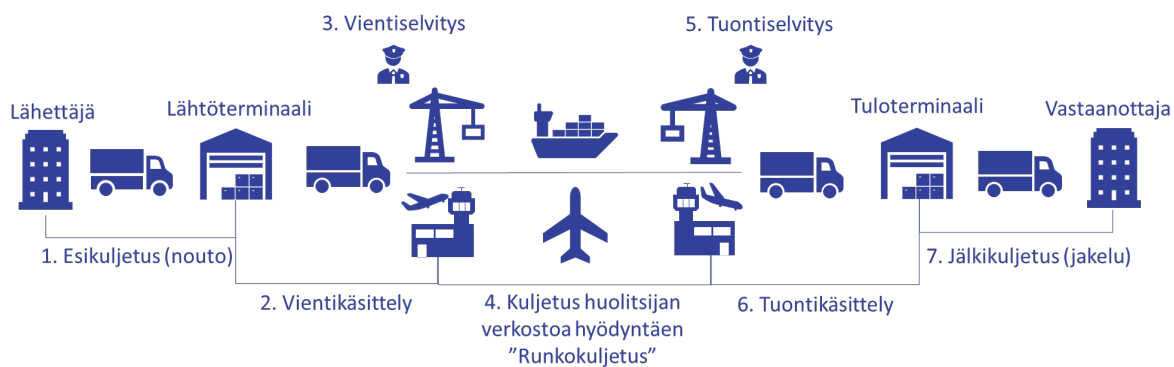 3. Vientiselvitys
5. Tuontiselvitys
Lähettäjä
Lähtöterminaali
Tuloterminaali
Vastaanottaja
1. Esikuljetus (nouto)
7. Jälkikuljetus (jakelu)
2. Vientikäsittely
4. Kuljetus huolitsijan
verkostoa hyödyntäen
”Runkokuljetus”
6. Tuontikäsittely